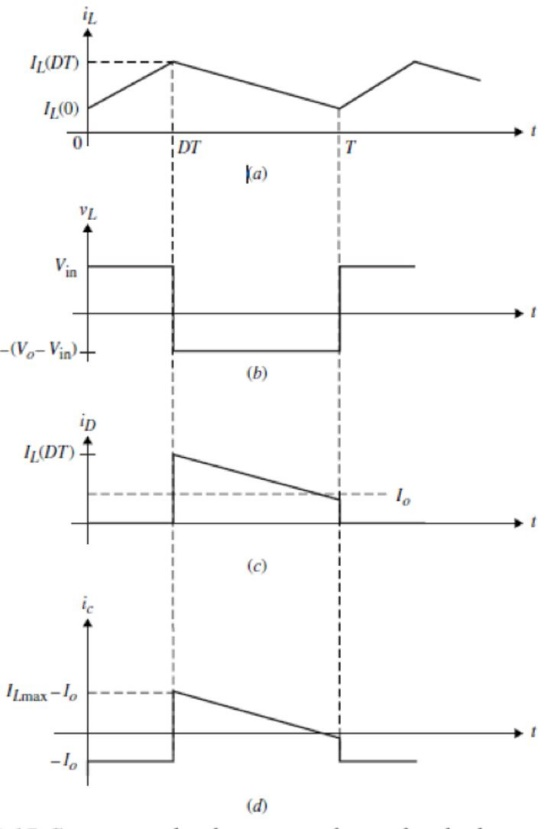 i_L
I_L(DT)
I_L(0)
0
DT
T
t
(a)
v_L
V_in
t
–(V_o–V_in)
(b)
i_D
I_L(DT)
I_o
t
(c)
i_c
I_Lmax–I_o
t
–I_o
(d)